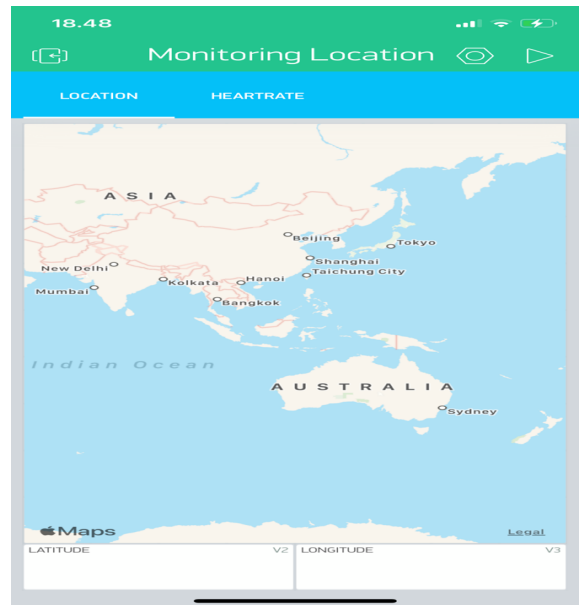 18.48
Monitoring Location
LOCATION HEARTRATE
ASIA
Beijing
Tokyo
Shanghai
Taichung City
New Delhi
Kolkata
Hanoi
Mumbai
Bangkok
Indian Ocean
AUSTRALIA
Sydney
Maps
Legal
LATITUDE V2 LONGITUDE V3